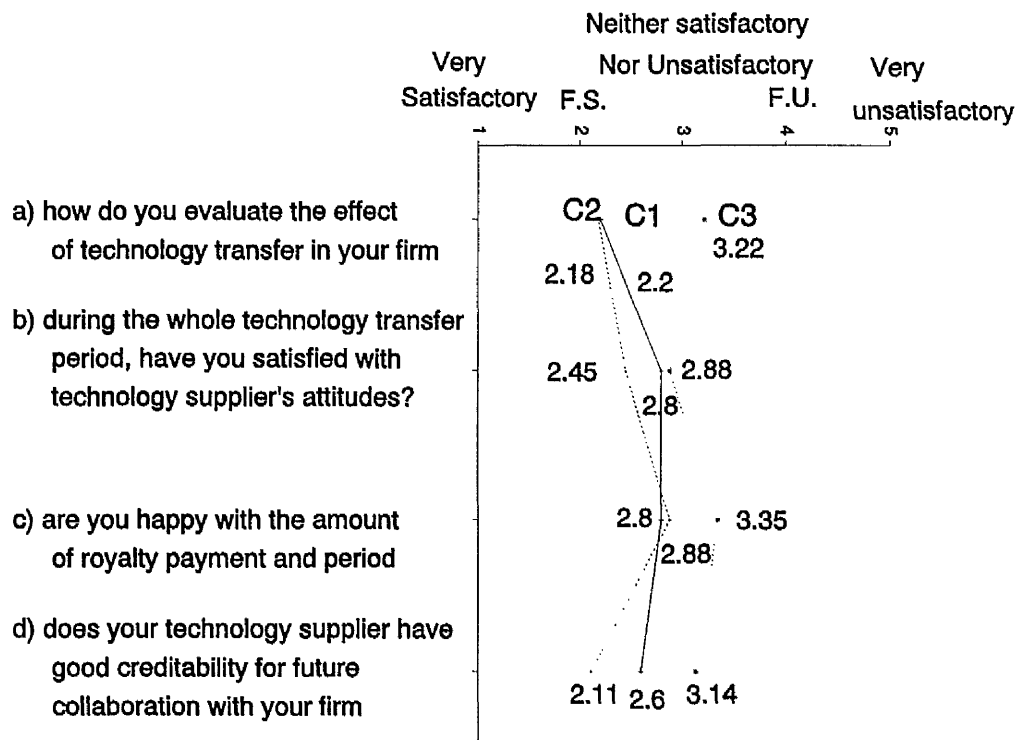 Neither satisfactory
Very Nor Unsatisfactory Very
Satisfactory F.S. F.U. unsatisfactory
1 2 3 4 5
a) how do you evaluate the effect C2 C1 C3
of technology transfer in your firm 3.22
2.18 2.2
b) during the whole technology transfer
period, have you satisfied with 2.45 2.88
technology supplier's attitudes? 2.8
c) are you happy with the amount 2.8 3.35
of royalty payment and period 2.88
d) does your technology supplier have
good creditability for future
collaboration with your firm 2.11 2.6 3.14